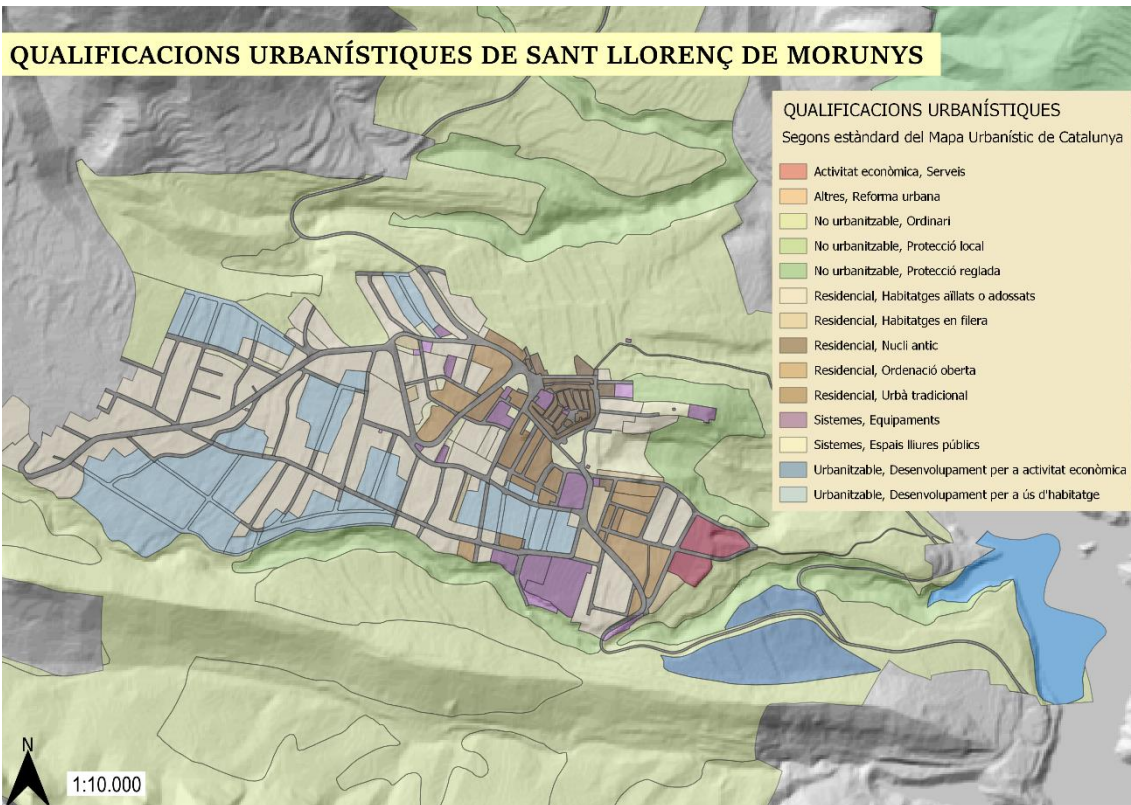 QUALIFICACIONS URBANÍSTIQUES DE SANT LLORENÇ DE MORUNYS
QUALIFICACIONS URBANÍSTIQUES
Segons estàndard del Mapa Urbanístic de Catalunya
Activitat econòmica, Serveis
Altres, Reforma urbana
No urbanitzable, Ordinari
No urbanitzable, Protecció local
No urbanitzable, Protecció reglada
Residencial, Habitatges aïllats o adossats
Residencial, Habitatges en filera
Residencial, Nucli antic
Residencial, Ordenació oberta
Residencial, Urbà tradicional
Sistemes, Equipaments
Sistemes, Espais lliures públics
Urbanitzable, Desenvolupament per a activitat econòmica
Urbanitzable, Desenvolupament per a ús d'habitatge
N
1:10.000